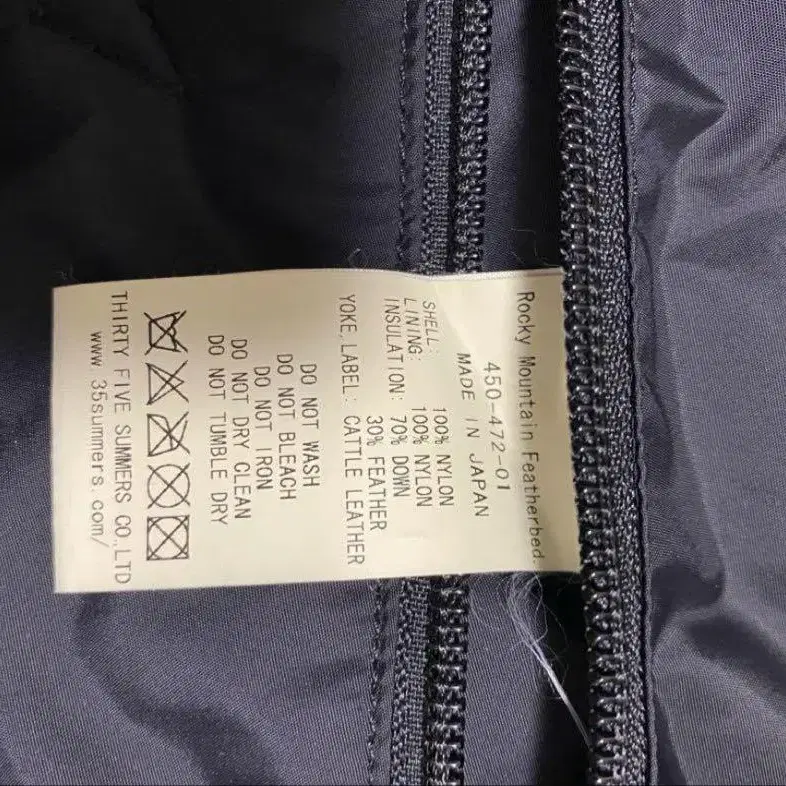 Rocky Mountain Featherbed.
450-472-01
MADE IN JAPAN
SHELL: 100% NYLON
LINING: 100% NYLON
INSULATION: 70% DOWN
30% FEATHER
YOKE, LABEL: CATTLE LEATHER
DO NOT WASH
DO NOT BLEACH
DO NOT IRON
DO NOT DRY CLEAN
DO NOT TUMBLE DRY
THIRTY FIVE SUMMERS CO.,LTD
www.35summers.com/